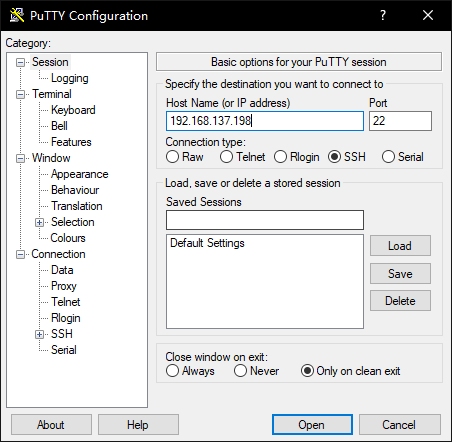 PuTTY Configuration
Category:
Session
Logging
Terminal
Keyboard
Bell
Features
Window
Appearance
Behaviour
Translation
Selection
Colours
Connection
Data
Proxy
Telnet
Rlogin
SSH
Serial
Basic options for your PuTTY session
Specify the destination you want to connect to
Host Name (or IP address) Port
192.168.137.198 22
Connection type:
Raw Telnet Rlogin SSH Serial
Load, save or delete a stored session
Saved Sessions
Default Settings
Load
Save
Delete
Close window on exit:
Always Never Only on clean exit
About Help Open Cancel